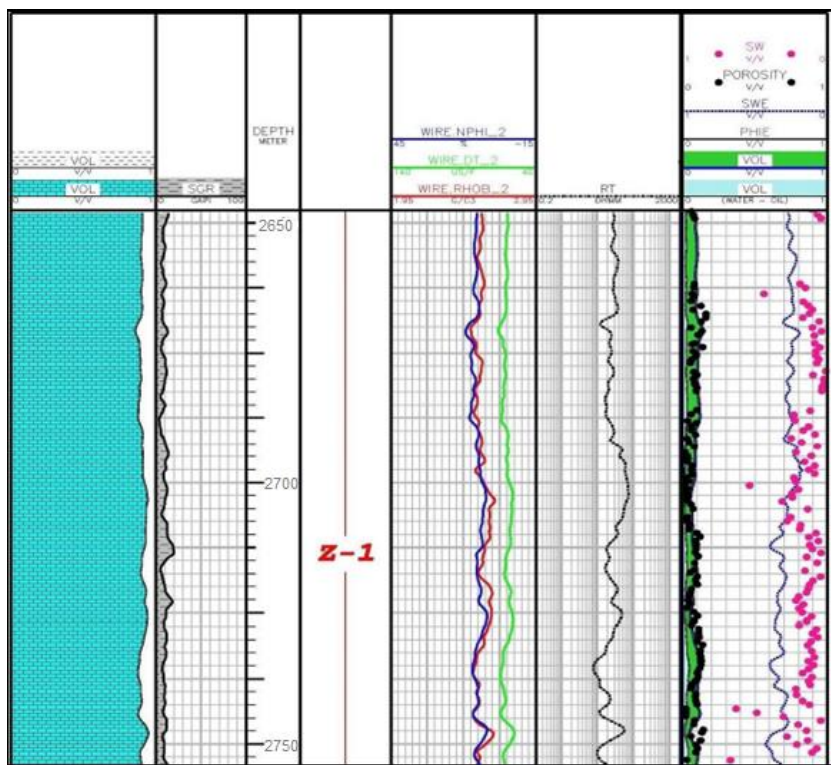 VOL
0 V/V 1
VOL
0 V/V 1
SGR
0 GAPI 100
DEPTH
METER
WIRE.NPHI_2
45 % -15
WIRE.DT_2
140 US/F 40
WIRE.RHOB_2
1.95 G/C3 2.95
RT
0.2 OHMM 2000
SW
1 V/V 0
POROSITY
0 V/V 1
SWE
1 V/V 0
PHIE
0 V/V 1
VOL
VOL
0 (WATER - OIL) 1
2650
2700
Z-1
2750